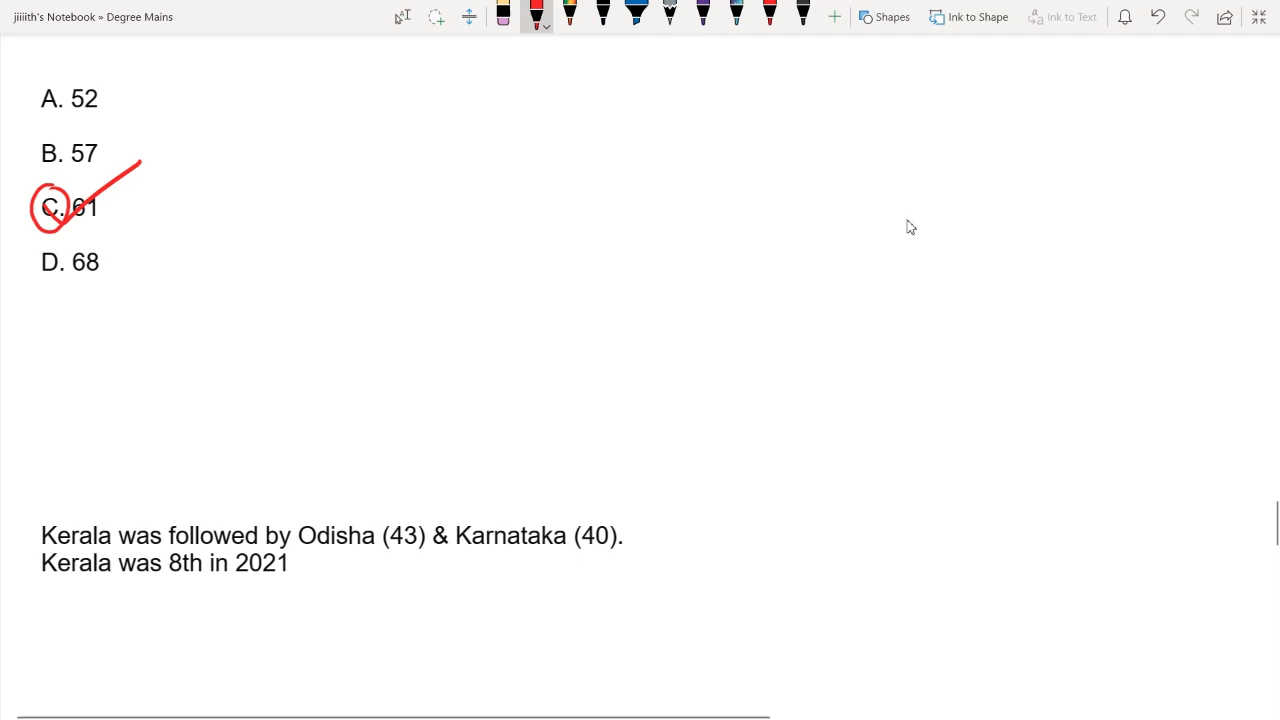 jiiiith's Notebook » Degree Mains
Shapes
Ink to Shape
Ink to Text
A. 52
B. 57
C. 61
D. 68
Kerala was followed by Odisha (43) & Karnataka (40).
Kerala was 8th in 2021